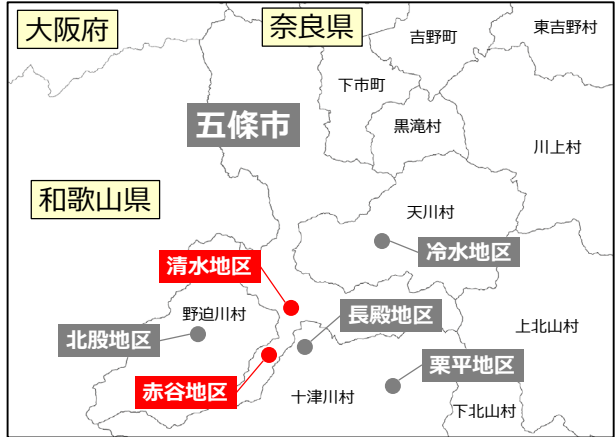 大阪府
奈良県
吉野町
東吉野村
下市町
黒滝村
五條市
川上村
和歌山県
天川村
冷水地区
清水地区
野迫川村
長殿地区
上北山村
北股地区
栗平地区
赤谷地区
十津川村
下北山村